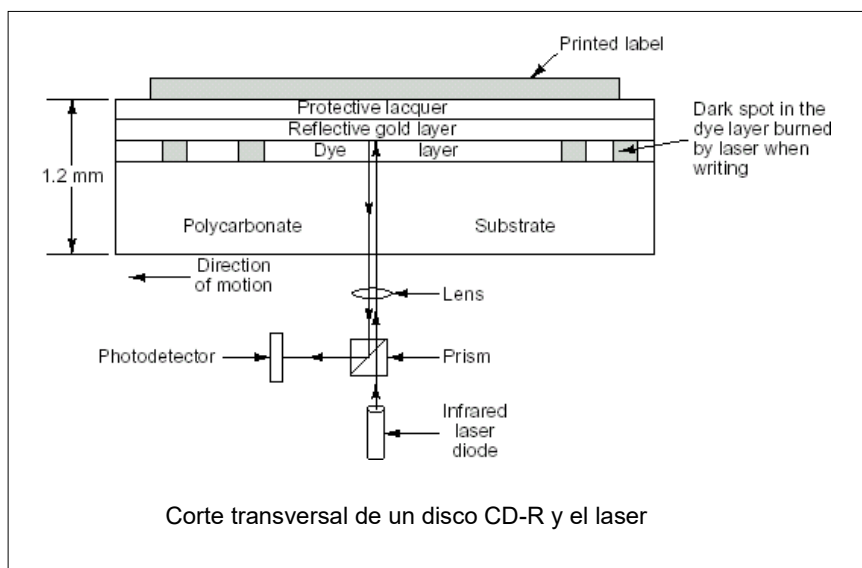 Printed label
Protective lacquer
Reflective gold layer
Dye layer
Dark spot in the
dye layer burned
by laser when
writing
1.2 mm
Polycarbonate Substrate
Direction
of motion
Lens
Photodetector
Prism
Infrared
laser
diode
Corte transversal de un disco CD-R y el laser